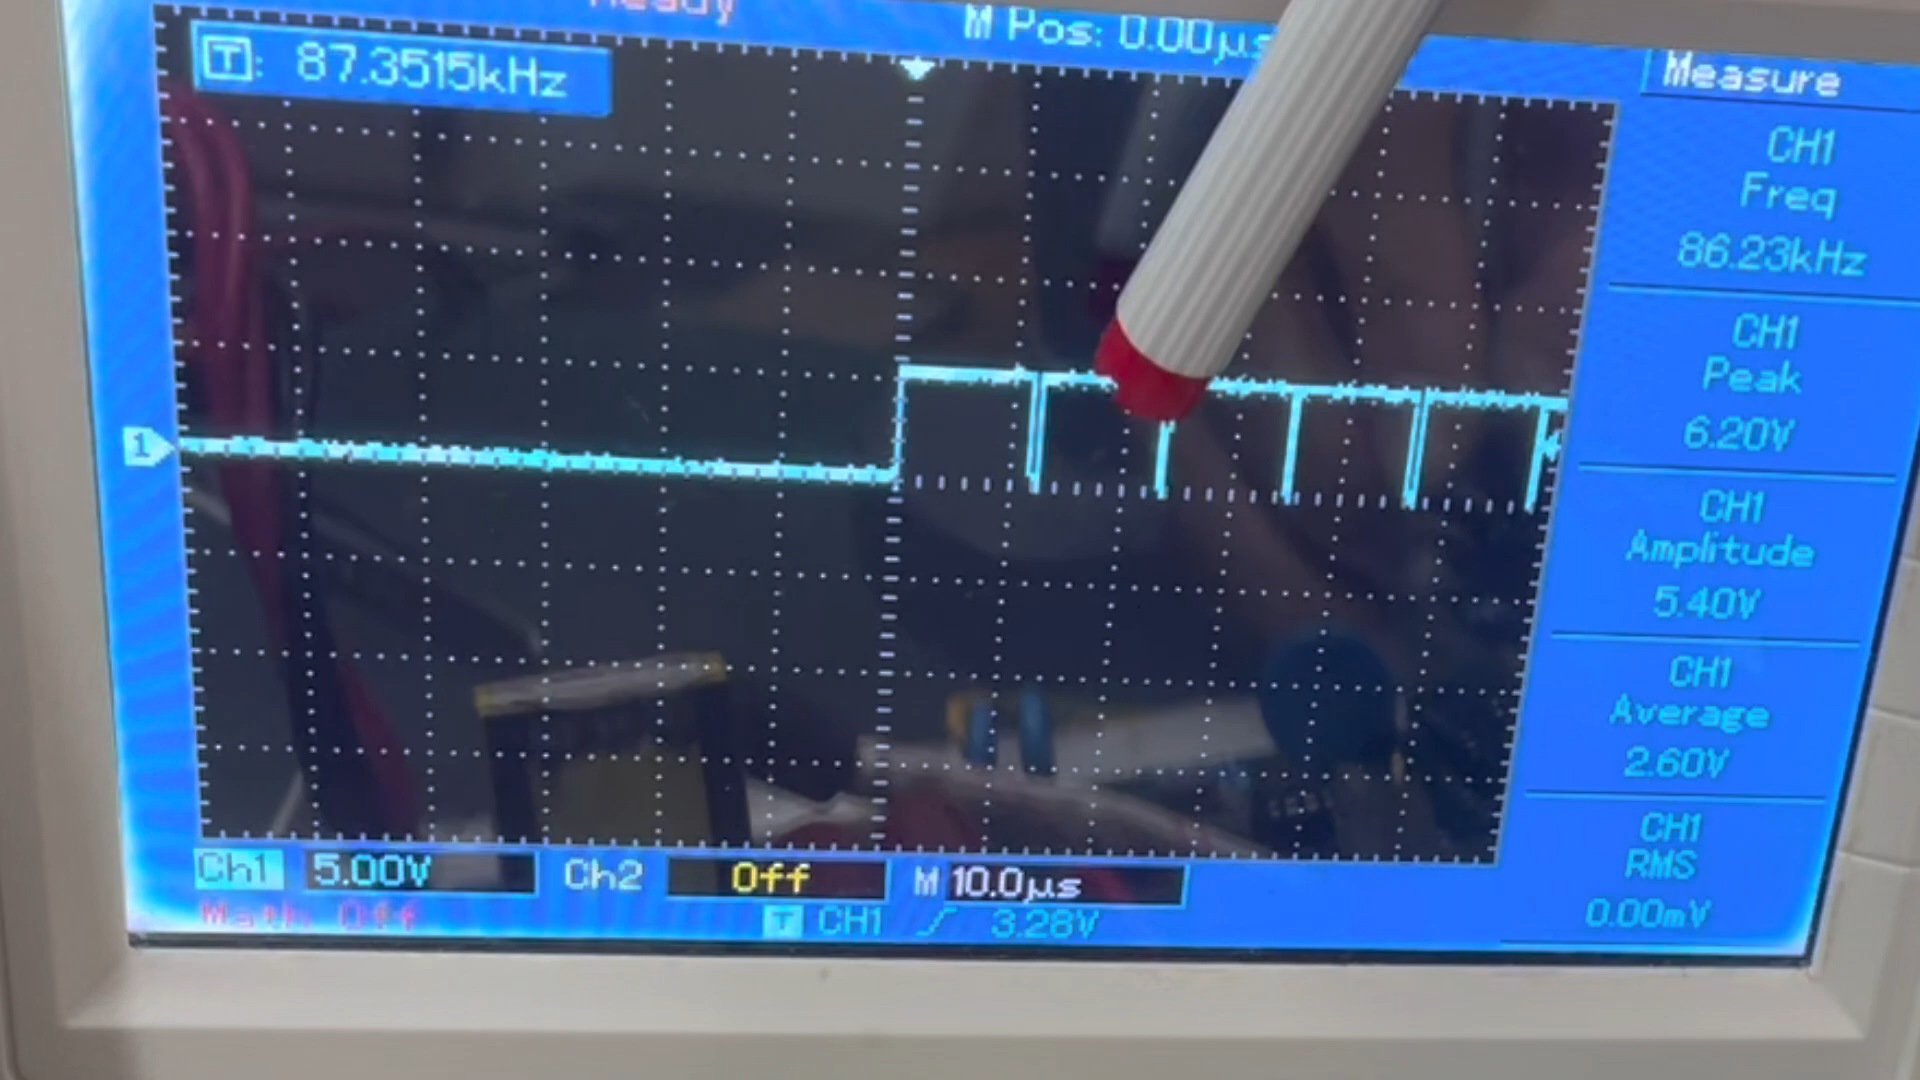 Ready
M Pos: 0.00µs
T: 87.3515kHz
Measure
CH1
Freq
86.23kHz
CH1
Peak
6.20V
CH1
Amplitude
5.40V
CH1
Average
2.60V
CH1
RMS
0.00mV
1
Ch1 5.00V Ch2 Off M 10.0µs
Math Off T CH1 3.28V